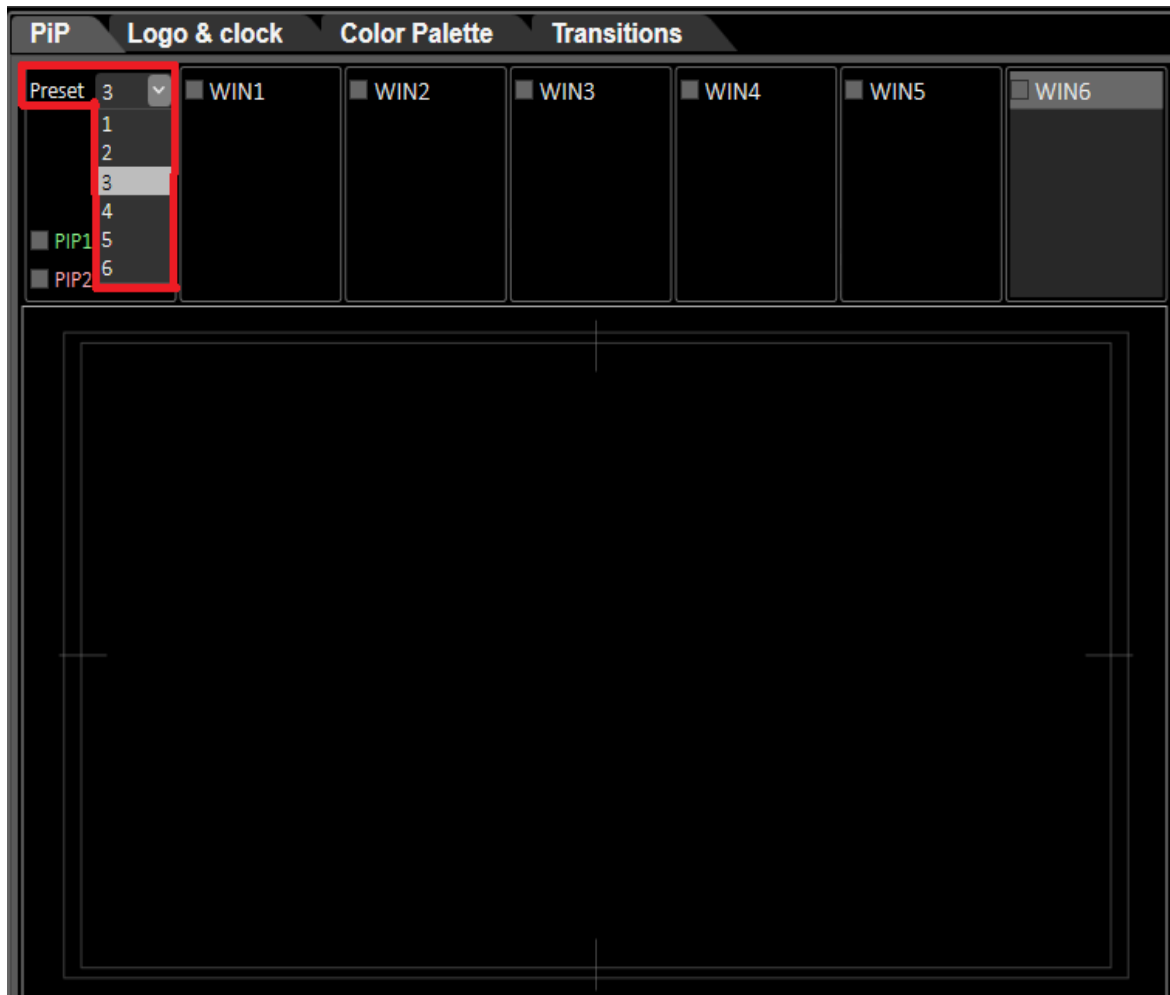 PiP Logo & clock Color Palette Transitions
Preset 3 WIN1 WIN2 WIN3 WIN4 WIN5 WIN6
1
2
3
4
PIP1 5
PIP2 6